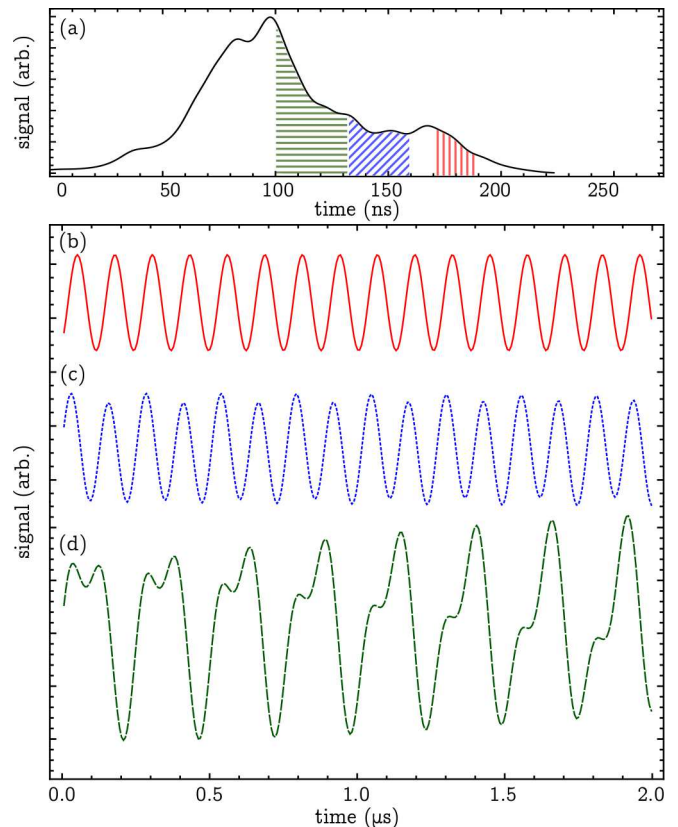 (a)
signal (arb.)
0 50 100 150 200 250
time (ns)
(b)
(c)
signal (arb.)
(d)
0.0 0.5 1.0 1.5 2.0
time (μs)